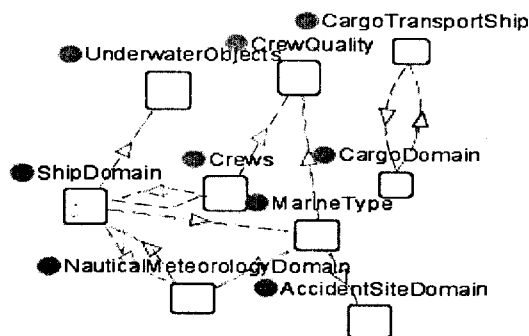 CargoTransportShip
UnderwaterObjects
CrewQuality
Crews
CargoDomain
ShipDomain
MarineType
NauticalMeteorologyDomain
AccidentSiteDomain